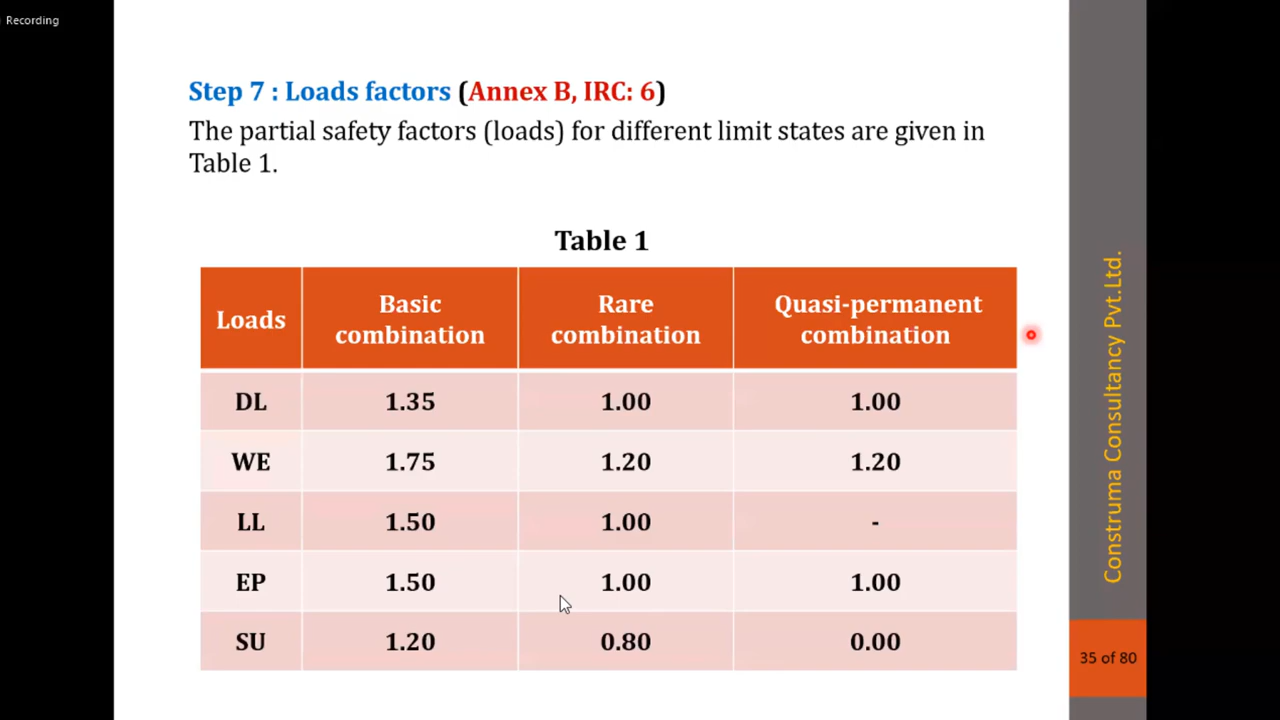 Recording
Step 7 : Loads factors (Annex B, IRC: 6)
The partial safety factors (loads) for different limit states are given in
Table 1.
Table 1
Loads Basic combination Rare combination Quasi-permanent combination
DL 1.35 1.00 1.00
WE 1.75 1.20 1.20
LL 1.50 1.00 -
EP 1.50 1.00 1.00
SU 1.20 0.80 0.00
Construma Consultancy Pvt.Ltd.
35 of 80